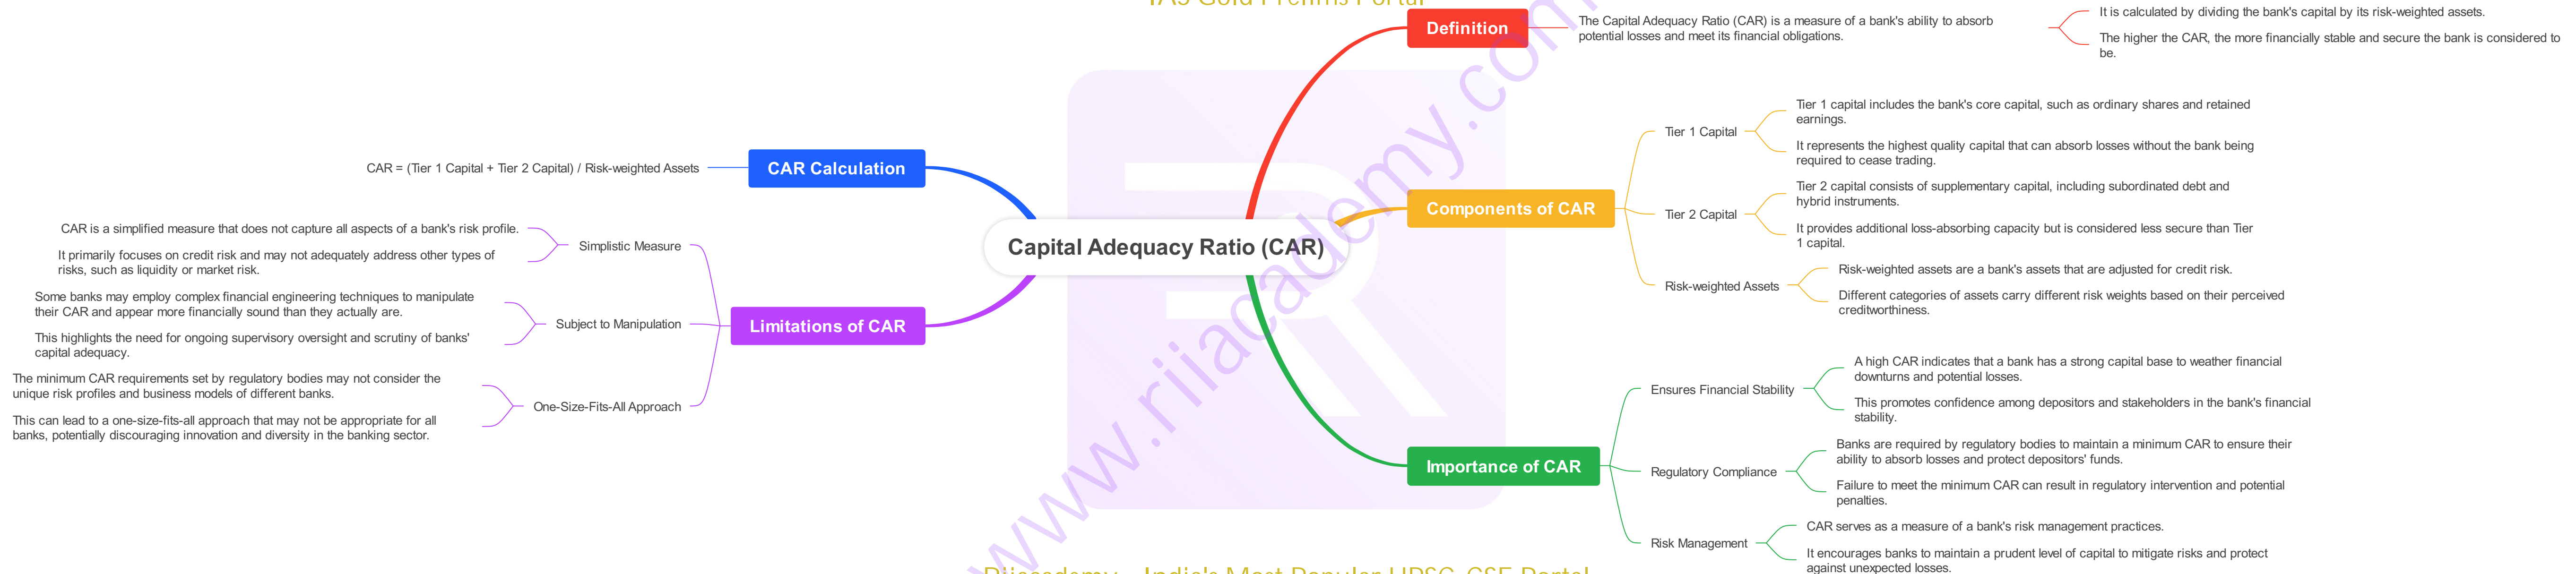 IAS Gold Prelims Portal
Definition
The Capital Adequacy Ratio (CAR) is a measure of a bank's ability to absorb
potential losses and meet its financial obligations.
It is calculated by dividing the bank's capital by its risk-weighted assets.
The higher the CAR, the more financially stable and secure the bank is considered to
be.
Components of CAR
Tier 1 Capital
Tier 1 capital includes the bank's core capital, such as ordinary shares and retained
earnings.
It represents the highest quality capital that can absorb losses without the bank being
required to cease trading.
Tier 2 Capital
Tier 2 capital consists of supplementary capital, including subordinated debt and
hybrid instruments.
It provides additional loss-absorbing capacity but is considered less secure than Tier
1 capital.
Risk-weighted Assets
Risk-weighted assets are a bank's assets that are adjusted for credit risk.
Different categories of assets carry different risk weights based on their perceived
creditworthiness.
Importance of CAR
Ensures Financial Stability
A high CAR indicates that a bank has a strong capital base to weather financial
downturns and potential losses.
This promotes confidence among depositors and stakeholders in the bank's financial
stability.
Regulatory Compliance
Banks are required by regulatory bodies to maintain a minimum CAR to ensure their
ability to absorb losses and protect depositors' funds.
Failure to meet the minimum CAR can result in regulatory intervention and potential
penalties.
Risk Management
CAR serves as a measure of a bank's risk management practices.
It encourages banks to maintain a prudent level of capital to mitigate risks and protect
against unexpected losses.
Capital Adequacy Ratio (CAR)
CAR Calculation
CAR = (Tier 1 Capital + Tier 2 Capital) / Risk-weighted Assets
Limitations of CAR
Simplistic Measure
CAR is a simplified measure that does not capture all aspects of a bank's risk profile.
It primarily focuses on credit risk and may not adequately address other types of
risks, such as liquidity or market risk.
Subject to Manipulation
Some banks may employ complex financial engineering techniques to manipulate
their CAR and appear more financially sound than they actually are.
This highlights the need for ongoing supervisory oversight and scrutiny of banks'
capital adequacy.
One-Size-Fits-All Approach
The minimum CAR requirements set by regulatory bodies may not consider the
unique risk profiles and business models of different banks.
This can lead to a one-size-fits-all approach that may not be appropriate for all
banks, potentially discouraging innovation and diversity in the banking sector.
www.riiacademy.com
Riiacademy - India's Most Popular UPSC-CSE Portal